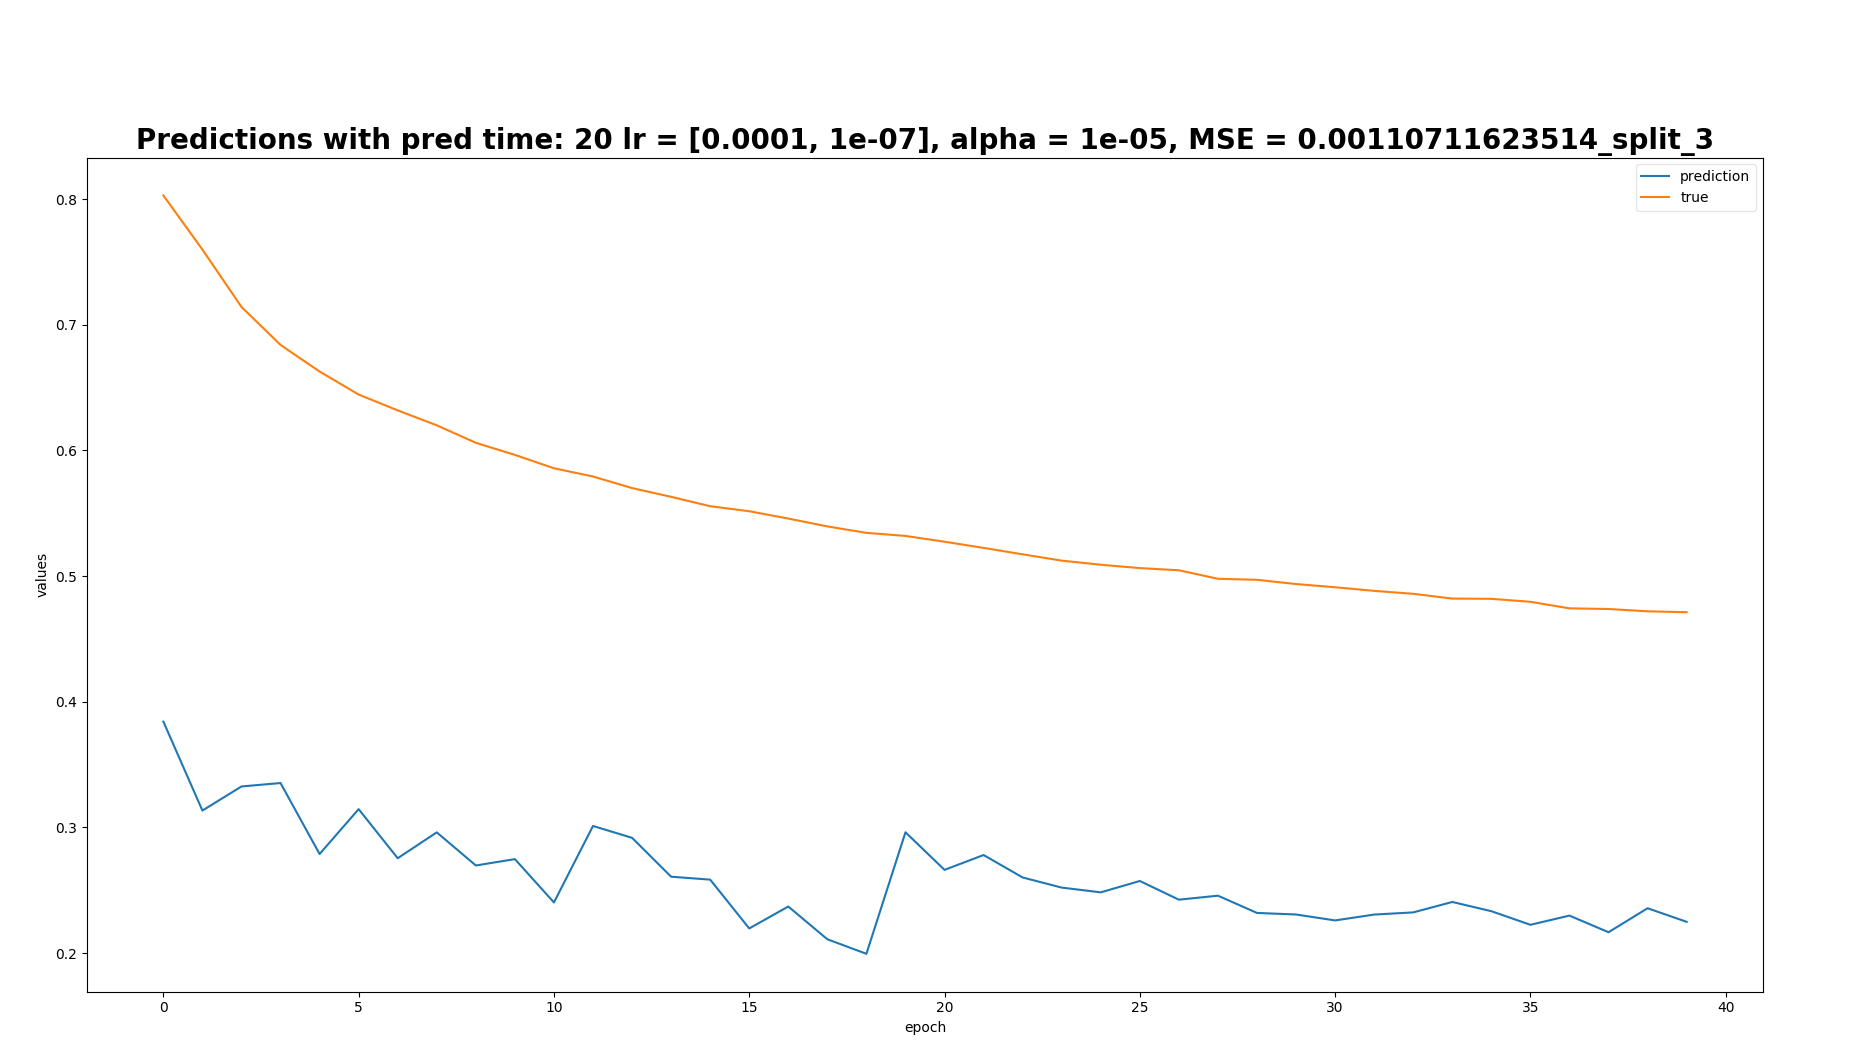 Predictions with pred time: 20 lr = [0.0001, 1e-07], alpha = 1e-05, MSE = 0.00110711623514_split_3
prediction
true
0.8
0.7
0.6
0.5
0.4
0.3
0.2
values
0 5 10 15 20 25 30 35 40
epoch